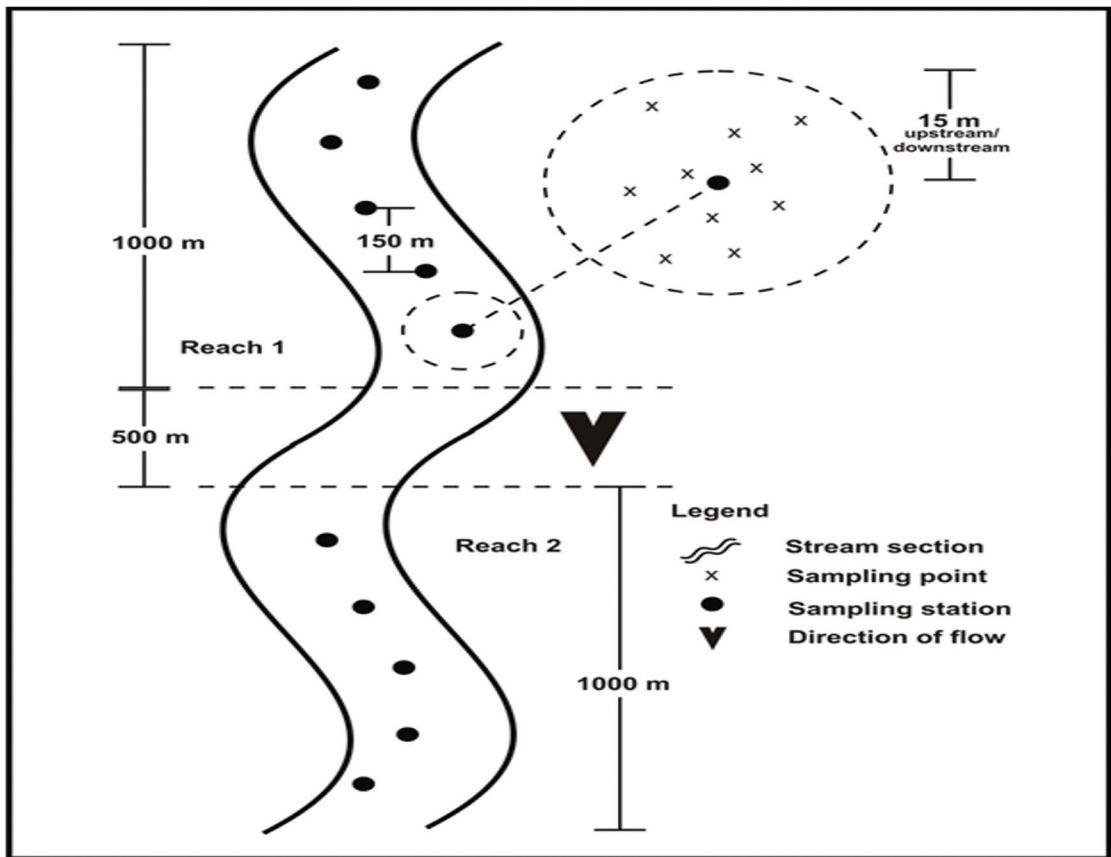 15 m
upstream/
downstream
1000 m
150 m
Reach 1
500 m
Reach 2
1000 m
Legend
Stream section
x Sampling point
Sampling station
Direction of flow